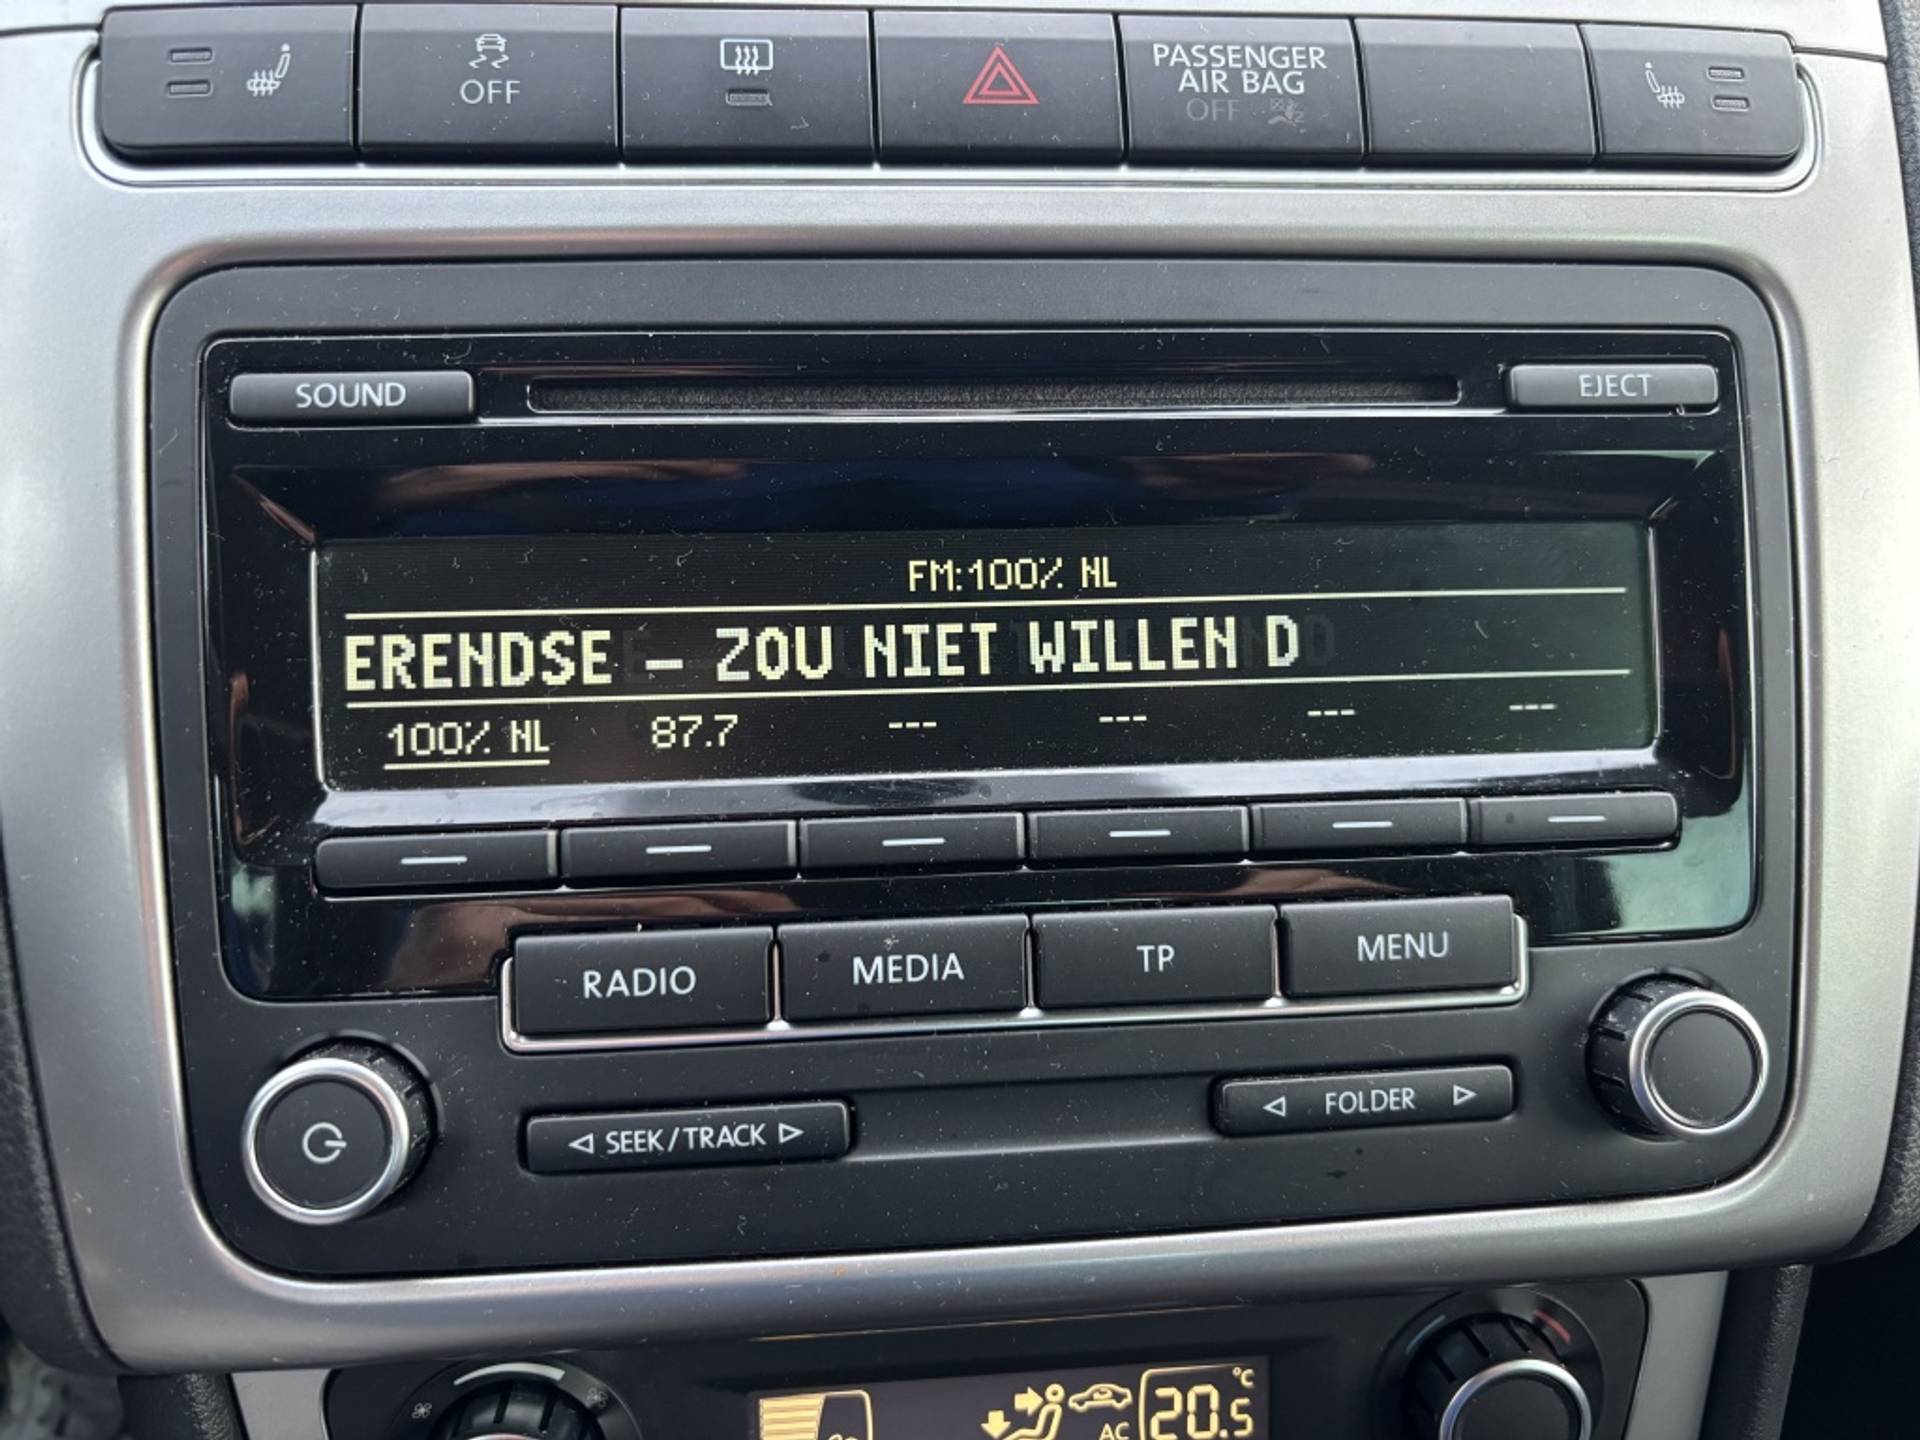 OFF
PASSENGER
AIR BAG
OFF
SOUND
EJECT
FM:100% NL
ERENDSE - ZOU NIET WILLEN D
100% NL 87.7 --- --- --- ---
RADIO MEDIA TP MENU
◁ SEEK/TRACK ▷
◁ FOLDER ▷
AC 20.5 °C